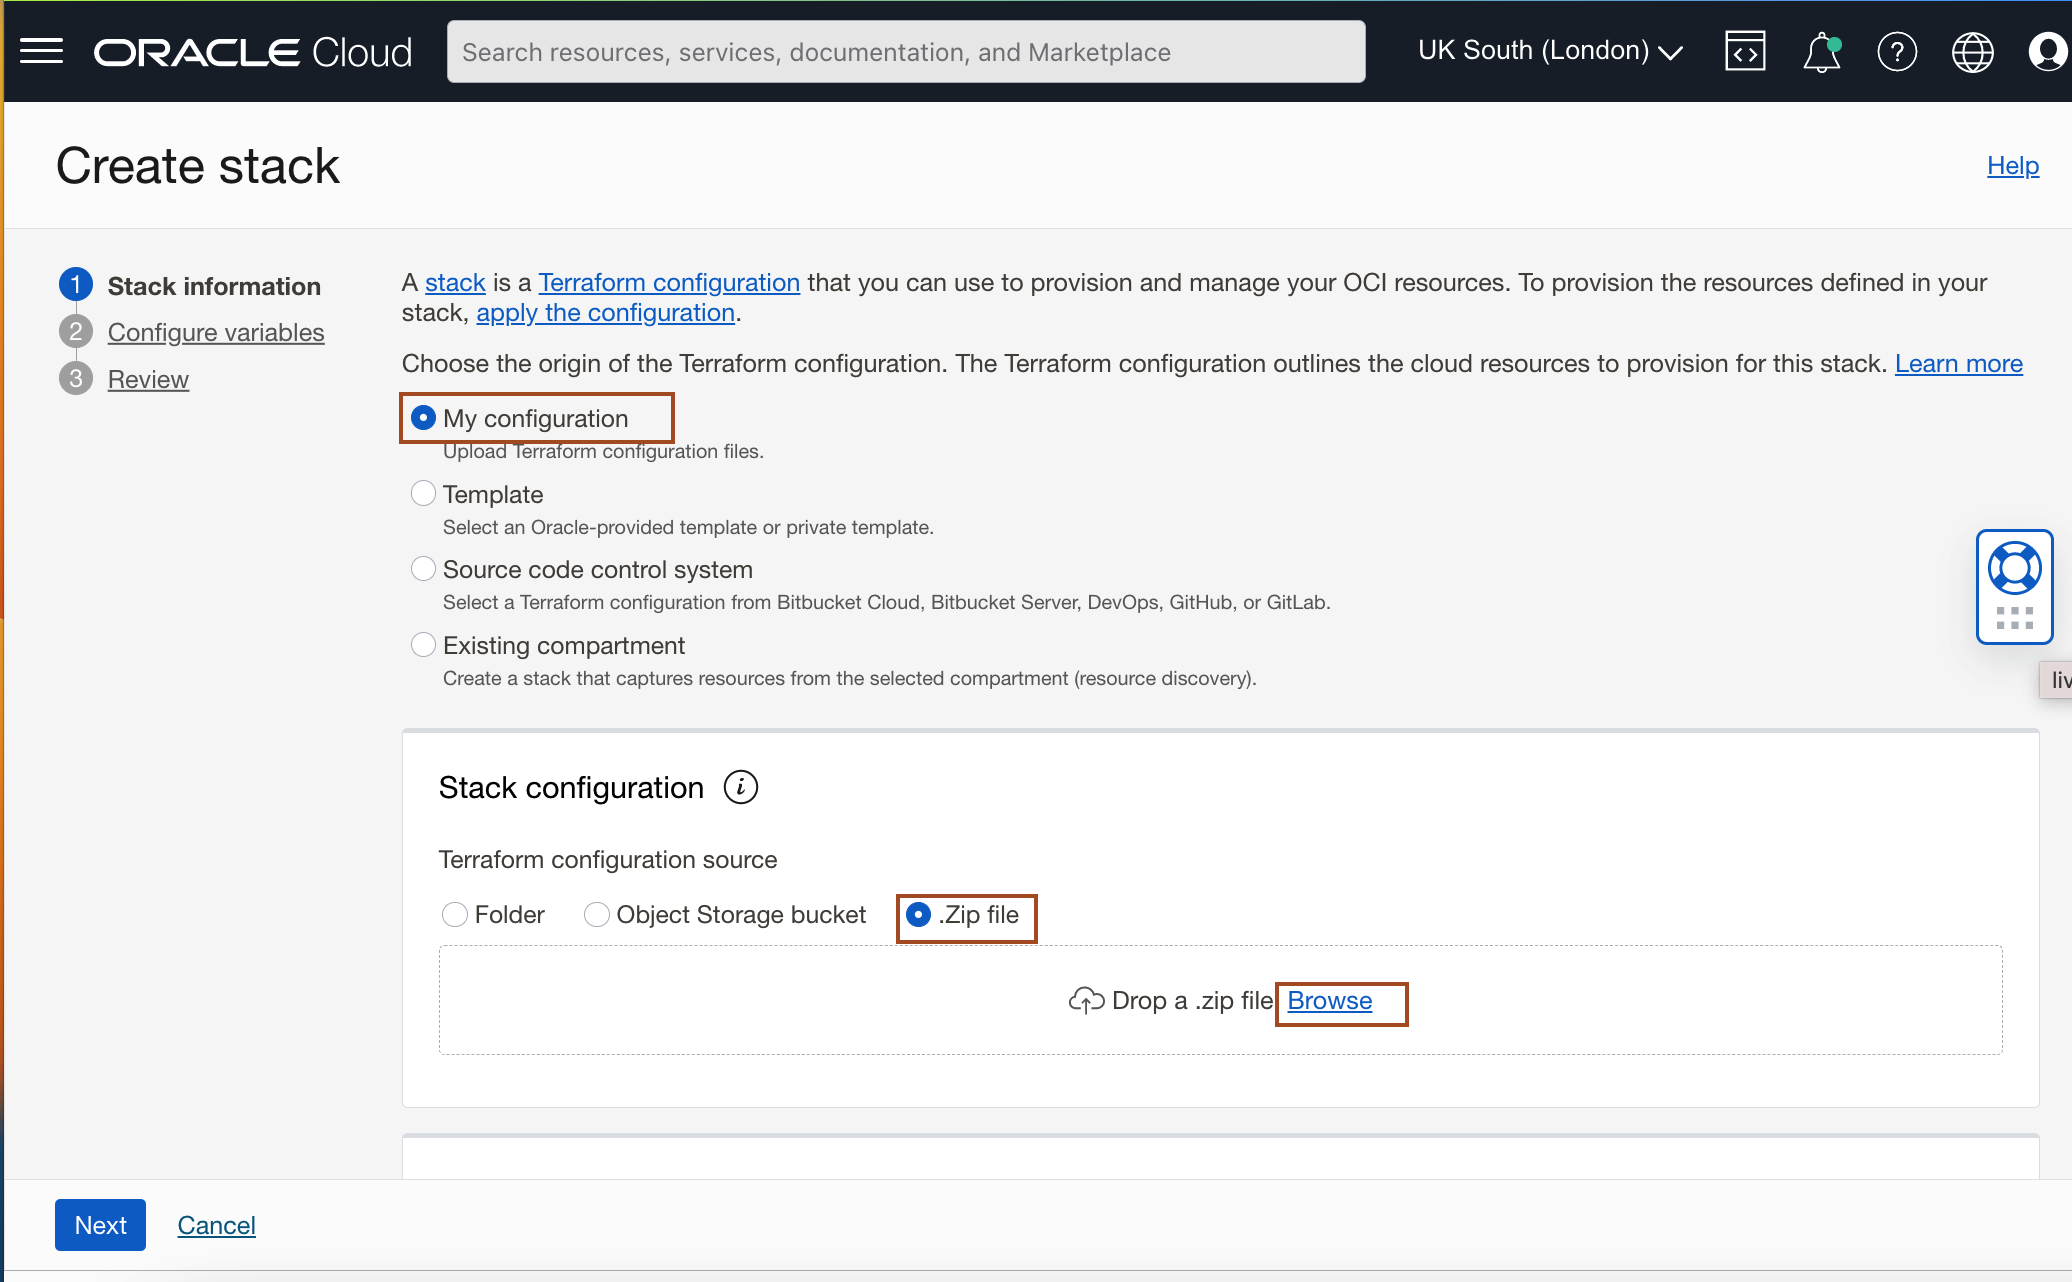 ORACLE Cloud
Search resources, services, documentation, and Marketplace
UK South (London)
Create stack
Help
1 Stack information
2 Configure variables
3 Review
A stack is a Terraform configuration that you can use to provision and manage your OCI resources. To provision the resources defined in your
stack, apply the configuration.
Choose the origin of the Terraform configuration. The Terraform configuration outlines the cloud resources to provision for this stack. Learn more
My configuration
Upload Terraform configuration files.
Template
Select an Oracle-provided template or private template.
Source code control system
Select a Terraform configuration from Bitbucket Cloud, Bitbucket Server, DevOps, GitHub, or GitLab.
Existing compartment
Create a stack that captures resources from the selected compartment (resource discovery).
Stack configuration
Terraform configuration source
Folder Object Storage bucket .Zip file
Drop a .zip file Browse
Next Cancel